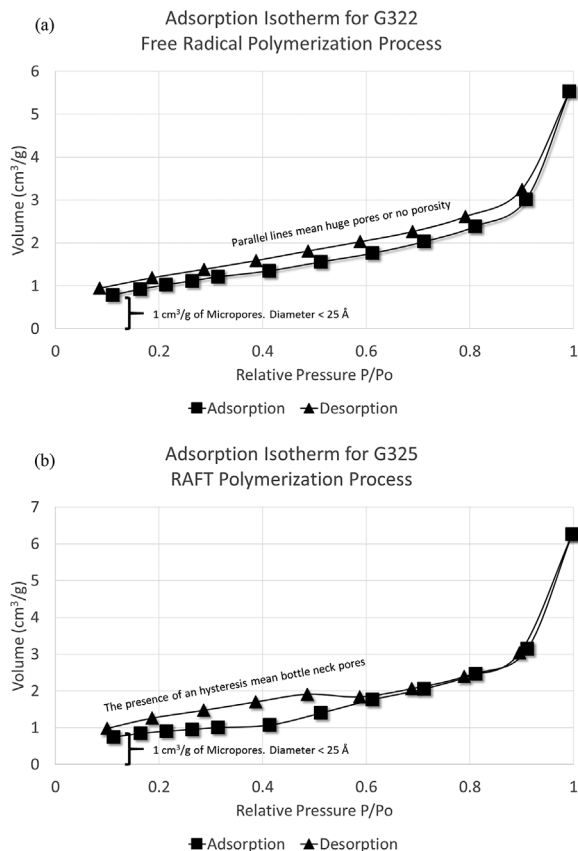 (a)
Adsorption Isotherm for G322
Free Radical Polymerization Process
Volume (cm³/g)
6
5
4
3
2
1
0
Parallel lines mean huge pores or no porosity
1 cm³/g of Micropores. Diameter < 25 Å
0 0.2 0.4 0.6 0.8 1
Relative Pressure P/Po
Adsorption Desorption
(b)
Adsorption Isotherm for G325
RAFT Polymerization Process
Volume (cm³/g)
7
6
5
4
3
2
1
0
The presence of an hysteresis mean bottle neck pores
1 cm³/g of Micropores. Diameter < 25 Å
0 0.2 0.4 0.6 0.8 1
Relative Pressure P/Po
Adsorption Desorption